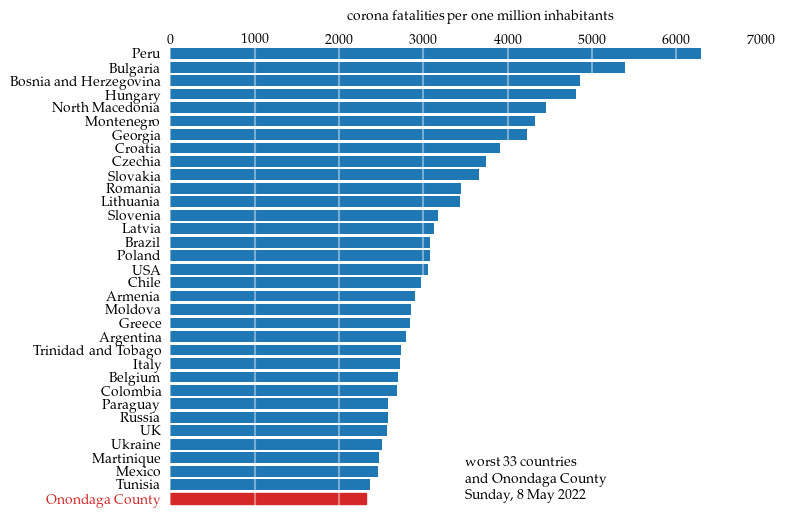 corona fatalities per one million inhabitants
0 1000 2000 3000 4000 5000 6000 7000
Peru
Bulgaria
Bosnia and Herzegovina
Hungary
North Macedonia
Montenegro
Georgia
Croatia
Czechia
Slovakia
Romania
Lithuania
Slovenia
Latvia
Brazil
Poland
USA
Chile
Armenia
Moldova
Greece
Argentina
Trinidad and Tobago
Italy
Belgium
Colombia
Paraguay
Russia
UK
Ukraine
Martinique
Mexico
Tunisia
Onondaga County
worst 33 countries
and Onondaga County
Sunday, 8 May 2022